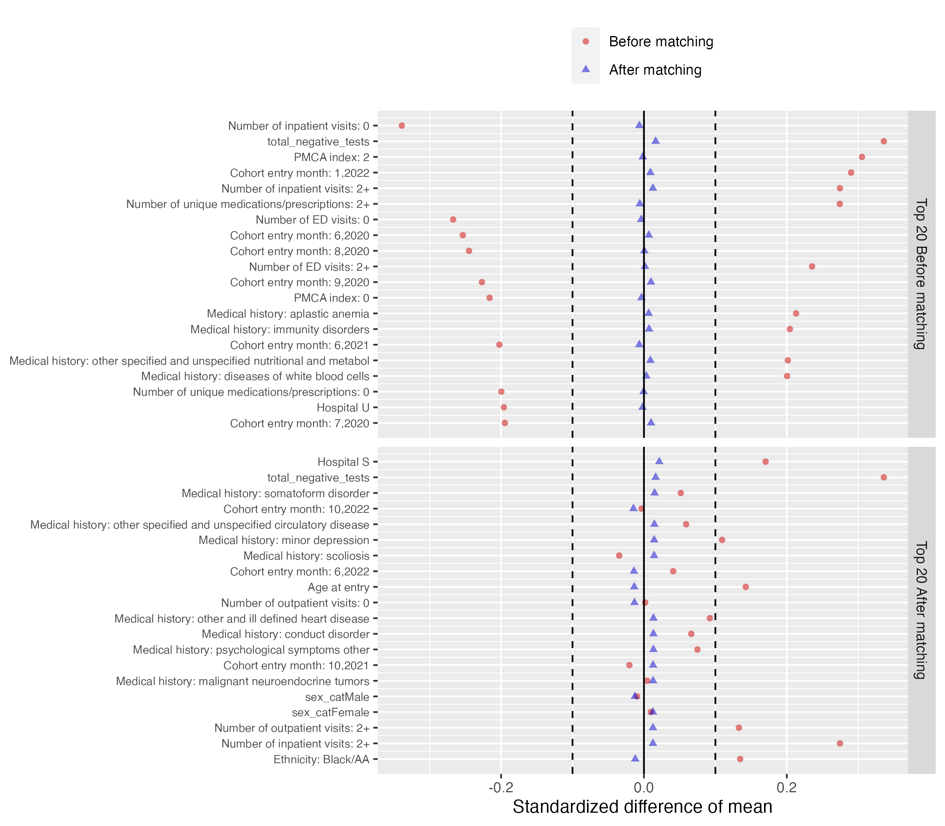 Before matching
After matching
Number of inpatient visits: 0
total_negative_tests
PMCA index: 2
Cohort entry month: 1,2022
Number of inpatient visits: 2+
Number of unique medications/prescriptions: 2+
Number of ED visits: 0
Cohort entry month: 6,2020
Cohort entry month: 8,2020
Number of ED visits: 2+
Cohort entry month: 9,2020
PMCA index: 0
Medical history: aplastic anemia
Medical history: immunity disorders
Cohort entry month: 6,2021
Medical history: other specified and unspecified nutritional and metabol
Medical history: diseases of white blood cells
Number of unique medications/prescriptions: 0
Hospital U
Cohort entry month: 7,2020
Top 20 Before matching
Hospital S
total_negative_tests
Medical history: somatoform disorder
Cohort entry month: 10,2022
Medical history: other specified and unspecified circulatory disease
Medical history: minor depression
Medical history: scoliosis
Cohort entry month: 6,2022
Age at entry
Number of outpatient visits: 0
Medical history: other and ill defined heart disease
Medical history: conduct disorder
Medical history: psychological symptoms other
Cohort entry month: 10,2021
Medical history: malignant neuroendocrine tumors
sex_catMale
sex_catFemale
Number of outpatient visits: 2+
Number of inpatient visits: 2+
Ethnicity: Black/AA
Top 20 After matching
-0.2 0.0 0.2
Standardized difference of mean